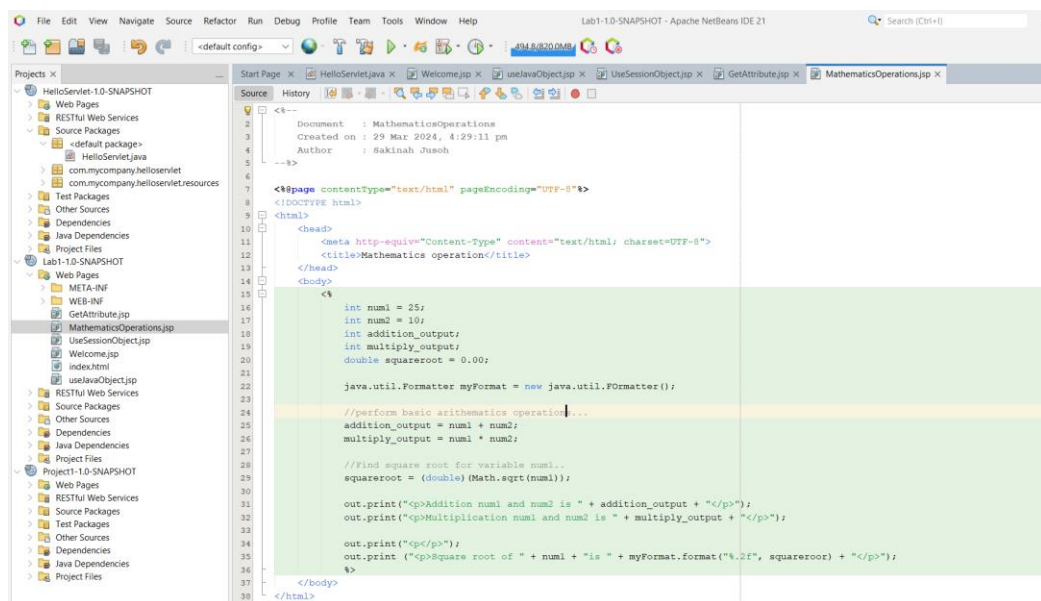 File Edit View Navigate Source Refactor Run Debug Profile Team Tools Window Help Lab1-1.0-SNAPSHOT - Apache NetBeans IDE 21 Search (Ctrl+I)
<default config> 494.8/820.0MB
Projects
Start Page HelloServlet.java Welcome.jsp useJavaObject.jsp UseSessionObject.jsp GetAttribute.jsp MathematicsOperations.jsp
Source History
HelloServlet-1.0-SNAPSHOT
Web Pages
RESTful Web Services
Source Packages
<default package>
HelloServlet.java
com.mycompany.helloservlet
com.mycompany.helloservlet.resources
Test Packages
Other Sources
Dependencies
Java Dependencies
Project Files
Lab1-1.0-SNAPSHOT
Web Pages
META-INF
WEB-INF
GetAttribute.jsp
MathematicsOperations.jsp
UseSessionObject.jsp
Welcome.jsp
index.html
useJavaObject.jsp
RESTful Web Services
Source Packages
Other Sources
Dependencies
Java Dependencies
Project Files
Project1-1.0-SNAPSHOT
Web Pages
RESTful Web Services
Source Packages
Test Packages
Other Sources
Dependencies
Java Dependencies
Project Files
<%--
2 Document : MathematicsOperations
3 Created on : 29 Mar 2024, 4:29:11 pm
4 Author : Sakinah Jusoh
5 --%>
6
7 <%@page contentType="text/html" pageEncoding="UTF-8"%>
8 <!DOCTYPE html>
9 <html>
10 <head>
11 <meta http-equiv="Content-Type" content="text/html; charset=UTF-8">
12 <title>Mathematics operation</title>
13 </head>
14 <body>
15 <%
16 int num1 = 25;
17 int num2 = 10;
18 int addition_output;
19 int multiply_output;
20 double squareroot = 0.00;
21
22 java.util.Formatter myFormat = new java.util.FOrmatter();
23
24 //perform basic arithematics operations...
25 addition_output = num1 + num2;
26 multiply_output = num1 * num2;
27
28 //Find square root for variable num1..
29 squareroot = (double)(Math.sqrt(num1));
30
31 out.print("<p>Addition num1 and num2 is " + addition_output + "</p>");
32 out.print("<p>Multiplication num1 and num2 is " + multiply_output + "</p>");
33
34 out.print("<p</p>");
35 out.print ("<p>Square root of " + num1 + "is " + myFormat.format("%.2f", squareroor) + "</p>");
36 %>
37 </body>
38 </html>